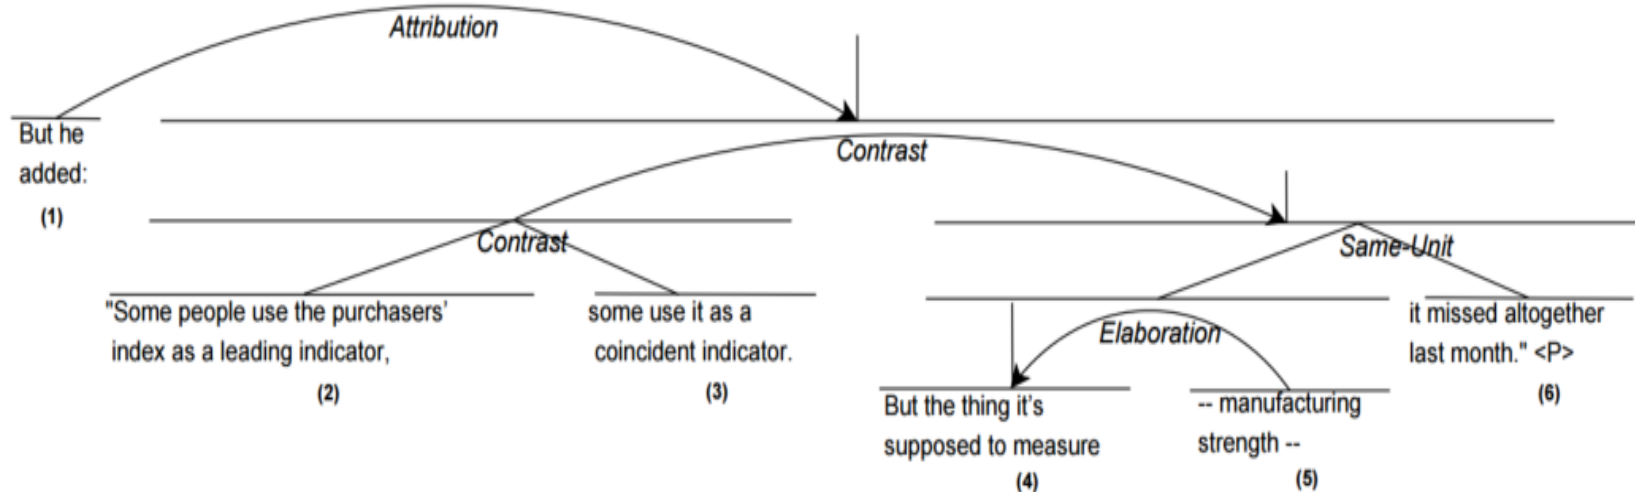 Attribution
But he
added:
(1)
Contrast
Contrast
"Some people use the purchasers'
index as a leading indicator,
(2)
some use it as a
coincident indicator.
(3)
Same-Unit
Elaboration
But the thing it's
supposed to measure
(4)
-- manufacturing
strength --
(5)
it missed altogether
last month." <P>
(6)